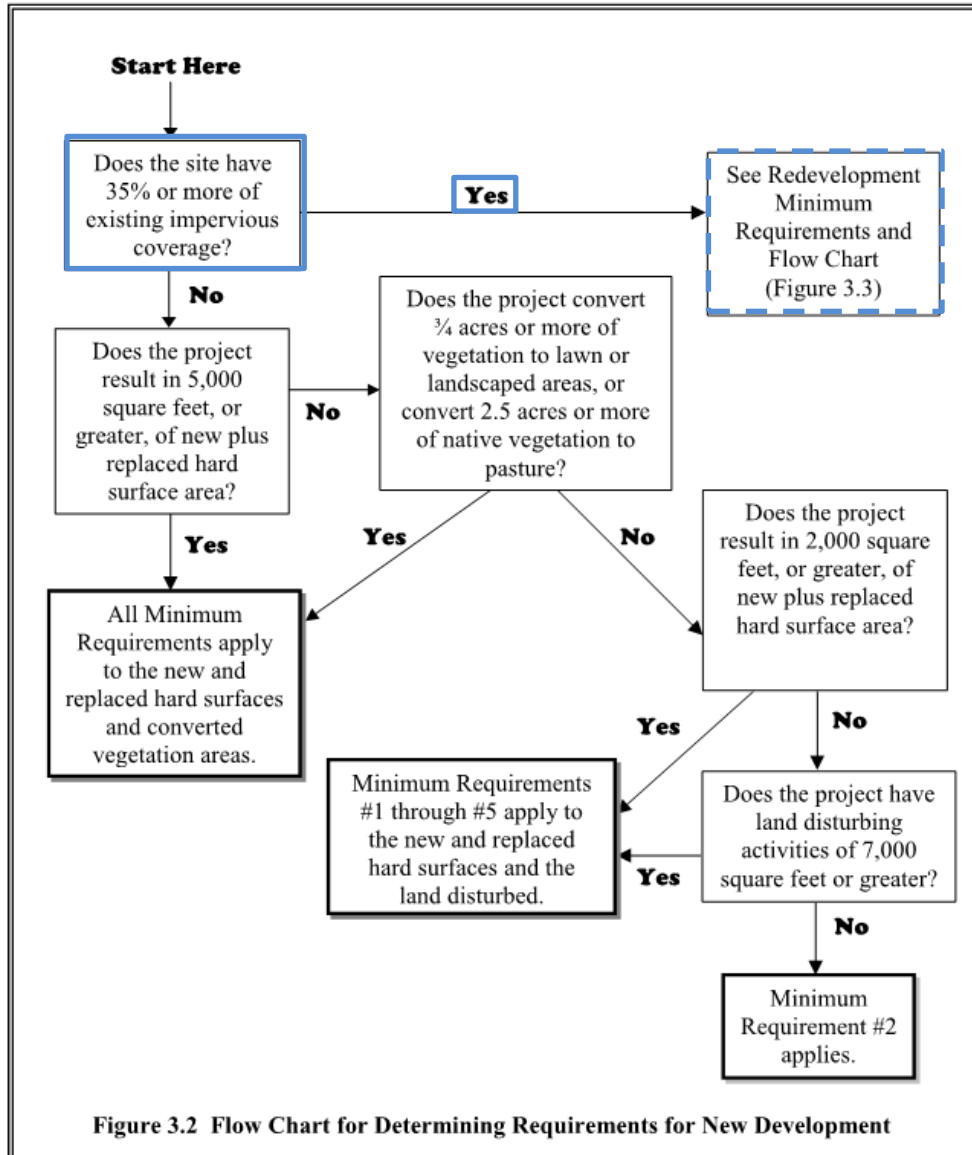 Start Here
Does the site have
35% or more of
existing impervious
coverage?
Yes
See Redevelopment
Minimum
Requirements and
Flow Chart
(Figure 3.3)
No
Does the project
result in 5,000
square feet, or
greater, of new plus
replaced hard
surface area?
No
Does the project convert
¾ acres or more of
vegetation to lawn or
landscaped areas, or
convert 2.5 acres or more
of native vegetation to
pasture?
Yes
Yes
No
Does the project
result in 2,000 square
feet, or greater, of
new plus replaced
hard surface area?
All Minimum
Requirements apply
to the new and
replaced hard surfaces
and converted
vegetation areas.
Yes
No
Minimum Requirements
#1 through #5 apply to
the new and replaced
hard surfaces and the
land disturbed.
Yes
Does the project have
land disturbing
activities of 7,000
square feet or greater?
No
Minimum
Requirement #2
applies.
Figure 3.2 Flow Chart for Determining Requirements for New Development